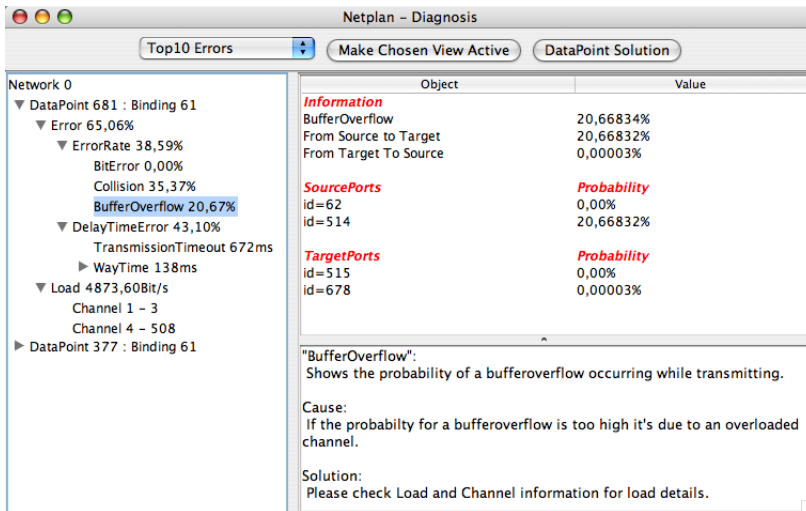 Netplan - Diagnosis
Top10 Errors
Make Chosen View Active
DataPoint Solution
Network 0
DataPoint 681 : Binding 61
Error 65,06%
ErrorRate 38,59%
BitError 0,00%
Collision 35,37%
BufferOverflow 20,67%
DelayTimeError 43,10%
TransmissionTimeout 672ms
WayTime 138ms
Load 4873,60Bit/s
Channel 1 - 3
Channel 4 - 508
DataPoint 377 : Binding 61
Object Value
Information
BufferOverflow 20,66834%
From Source to Target 20,66832%
From Target To Source 0,00003%
SourcePorts Probability
id=62 0,00%
id=514 20,66832%
TargetPorts Probability
id=515 0,00%
id=678 0,00003%
"BufferOverflow":
Shows the probability of a bufferoverflow occurring while transmitting.
Cause:
If the probabilty for a bufferoverflow is too high it's due to an overloaded
channel.
Solution:
Please check Load and Channel information for load details.